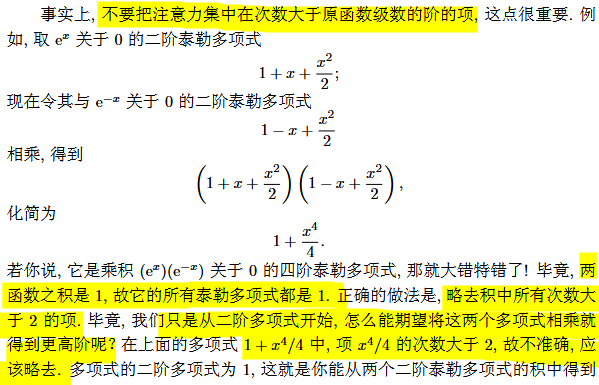 事实上, 不要把注意力集中在次数大于原函数级数的阶的项, 这点很重要. 例
如, 取 e^x 关于 0 的二阶泰勒多项式
1 + x + x^2/2;
现在令其与 e^{-x} 关于 0 的二阶泰勒多项式
1 - x + x^2/2
相乘, 得到
(1 + x + x^2/2)(1 - x + x^2/2),
化简为
1 + x^4/4.
若你说, 它是乘积 (e^x)(e^{-x}) 关于 0 的四阶泰勒多项式, 那就大错特错了! 毕竟, 两
函数之积是 1, 故它的所有泰勒多项式都是 1. 正确的做法是, 略去积中所有次数大
于 2 的项. 毕竟, 我们只是从二阶多项式开始, 怎么能期望将这两个多项式相乘就
得到更高阶呢? 在上面的多项式 1 + x^4/4 中, 项 x^4/4 的次数大于 2, 故不准确, 应
该略去. 多项式的二阶多项式为 1, 这就是你能从两个二阶泰勒多项式的积中得到